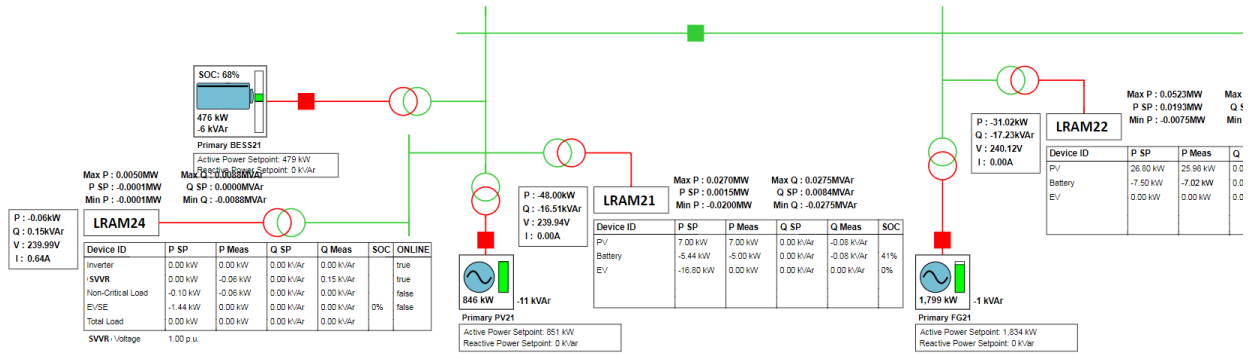 SOC: 68%
476 kW
-6 kVAr
Primary BESS21
Active Power Setpoint: 479 kW
Reactive Power Setpoint: 0 kVAr
Max P : 0.0050MW Max Q : 0.0088MVAr
P SP : -0.0001MW Q SP : 0.0000MVAr
Min P : -0.0001MW Min Q : -0.0088MVAr
P : -0.06kW
Q : 0.15kVAr
V : 239.99V
I : 0.64A
LRAM24
Device ID P SP P Meas Q SP Q Meas SOC ONLINE
Inverter 0.00 kW 0.00 kW 0.00 kVAr 0.00 kVAr true
SVVR 0.00 kW -0.06 kW 0.00 kVAr 0.15 kVAr true
Non-Critical Load -0.10 kW -0.06 kW 0.00 kVAr 0.00 kVAr false
EVSE -1.44 kW 0.00 kW 0.00 kVAr 0.00 kVAr 0% false
Total Load 0.00 kW 0.00 kW 0.00 kVAr 0.00 kVAr
SVVR Voltage 1.00 p.u.
P : -48.00kW
Q : -16.51kVAr
V : 239.94V
I : 0.00A
LRAM21
Max P : 0.0270MW Max Q : 0.0275MVAr
P SP : 0.0015MW Q SP : 0.0084MVAr
Min P : -0.0200MW Min Q : -0.0275MVAr
Device ID P SP P Meas Q SP Q Meas SOC
PV 7.00 kW 7.00 kW 0.00 kVAr -0.08 kVAr
Battery -5.44 kW -5.00 kW 0.00 kVAr -0.08 kVAr 41%
EV -16.80 kW 0.00 kW 0.00 kVAr 0.00 kVAr 0%
846 kW
-11 kVAr
Primary PV21
Active Power Setpoint: 851 kW
Reactive Power Setpoint: 0 kVar
P : -31.02kW
Q : -17.23kVAr
V : 240.12V
I : 0.00A
LRAM22
Max P : 0.0523MW Max
P SP : 0.0193MW Q S
Min P : -0.0075MW Min
Device ID P SP P Meas Q
PV 26.80 kW 25.98 kW 0.0
Battery -7.50 kW -7.02 kW 0.0
EV 0.00 kW 0.00 kW 0.0
1,799 kW
-1 kVAr
Primary FG21
Active Power Setpoint: 1,834 kW
Reactive Power Setpoint: 0 kVar